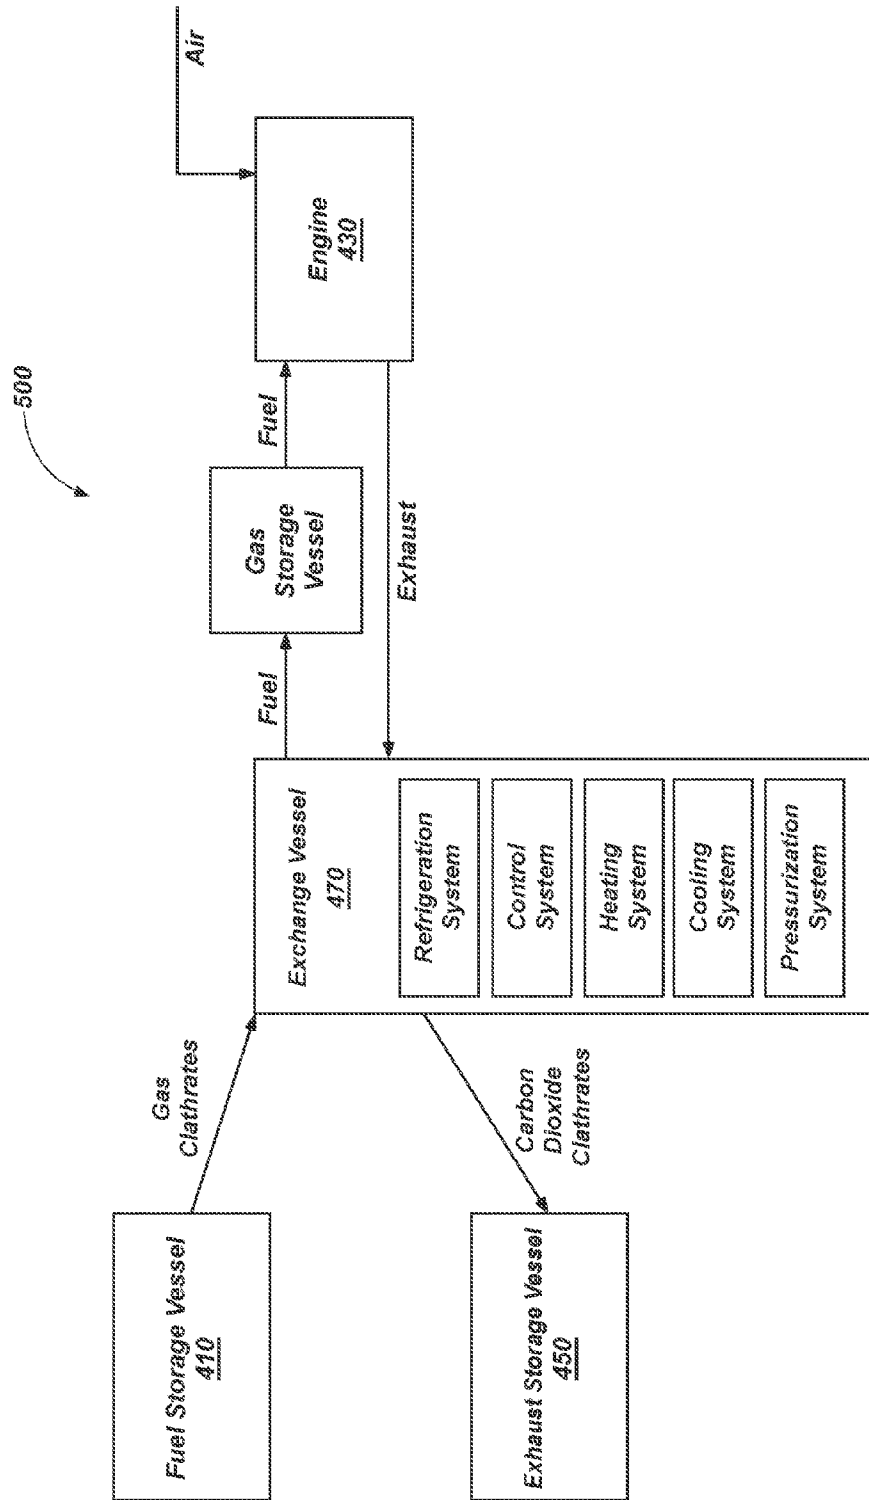 500
Fuel Storage Vessel
410
Gas
Clathrates
Exchange Vessel
470
Fuel
Gas
Storage
Vessel
Fuel
Engine
430
Air
Exhaust
Refrigeration
System
Control
System
Heating
System
Cooling
System
Pressurization
System
Carbon
Dioxide
Clathrates
Exhaust Storage Vessel
450